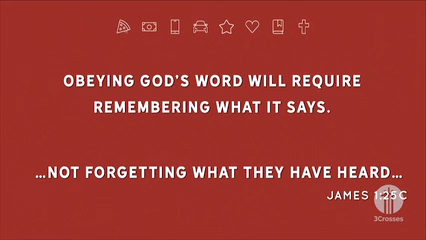 OBEYING GOD'S WORD WILL REQUIRE
REMEMBERING WHAT IT SAYS.
...NOT FORGETTING WHAT THEY HAVE HEARD...
JAMES 1:25C
3Crosses